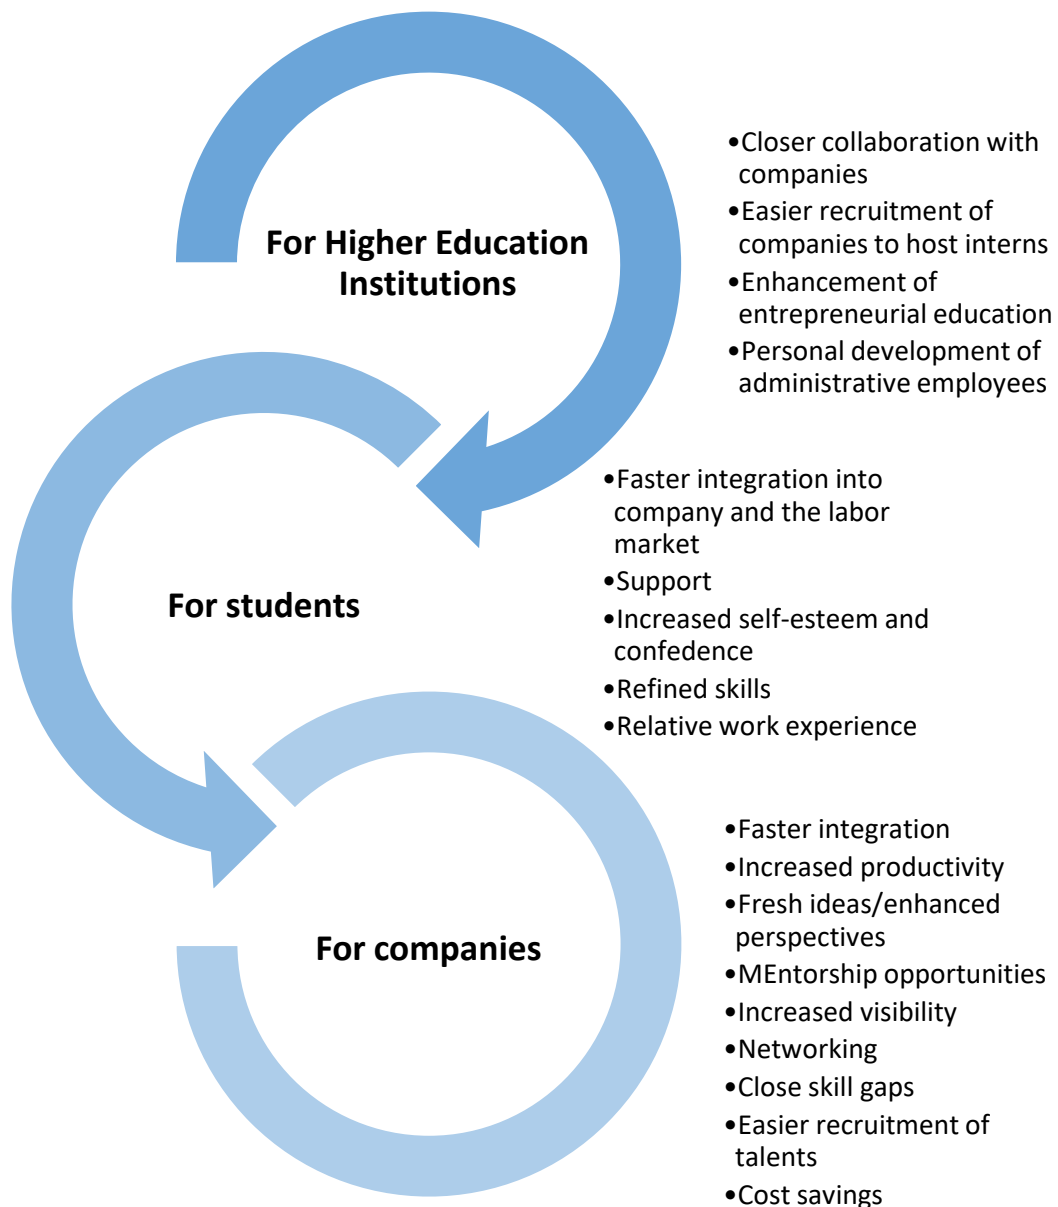 For Higher Education
Institutions
•Closer collaboration with
companies
•Easier recruitment of
companies to host interns
•Enhancement of
entrepreneurial education
•Personal development of
administrative employees
For students
•Faster integration into
company and the labor
market
•Support
•Increased self-esteem and
confedence
•Refined skills
•Relative work experience
For companies
•Faster integration
•Increased productivity
•Fresh ideas/enhanced
perspectives
•MEntorship opportunities
•Increased visibility
•Networking
•Close skill gaps
•Easier recruitment of
talents
•Cost savings